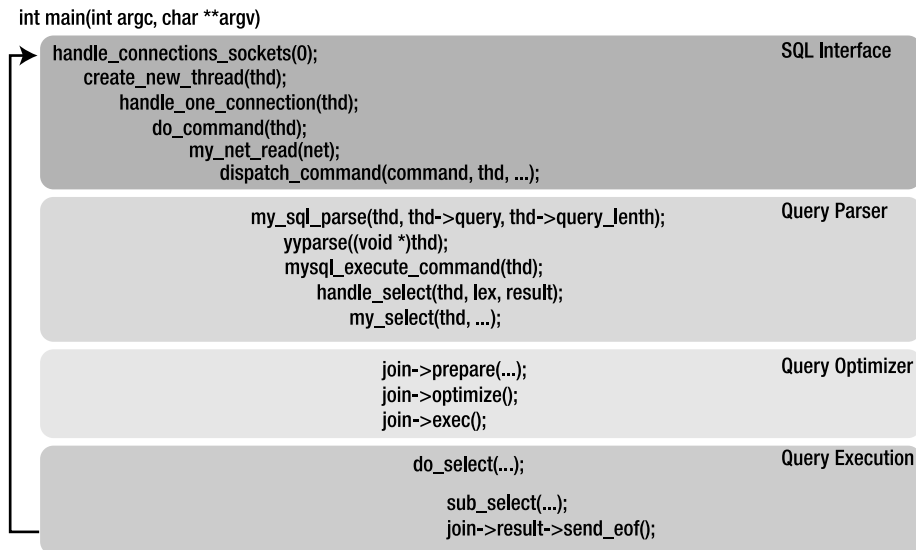 int main(int argc, char **argv)
handle_connections_sockets(0);
SQL Interface
create_new_thread(thd);
handle_one_connection(thd);
do_command(thd);
my_net_read(net);
dispatch_command(command, thd, ...);
my_sql_parse(thd, thd->query, thd->query_lenth);
Query Parser
yyparse((void *)thd);
mysql_execute_command(thd);
handle_select(thd, lex, result);
my_select(thd, ...);
join->prepare(...);
Query Optimizer
join->optimize();
join->exec();
do_select(...);
Query Execution
sub_select(...);
join->result->send_eof();